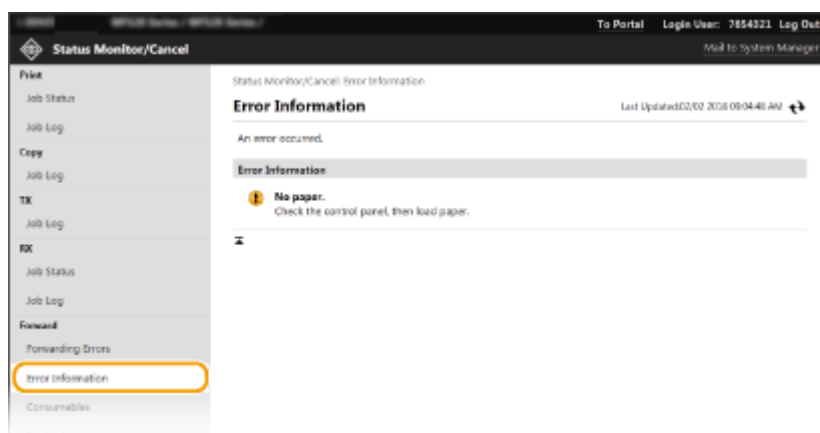 To Portal Login User: 7654321 Log Out
Status Monitor/Cancel
Mail to System Manager
Print
Job Status
Job Log
Copy
Job Log
TX
Job Log
RX
Job Status
Job Log
Forward
Forwarding Errors
Error Information
Consumables
Status Monitor/Cancel: Error Information
Error Information
Last Updated:02/02 2018 09:04:48 AM
An error occurred.
Error Information
No paper.
Check the control panel, then load paper.